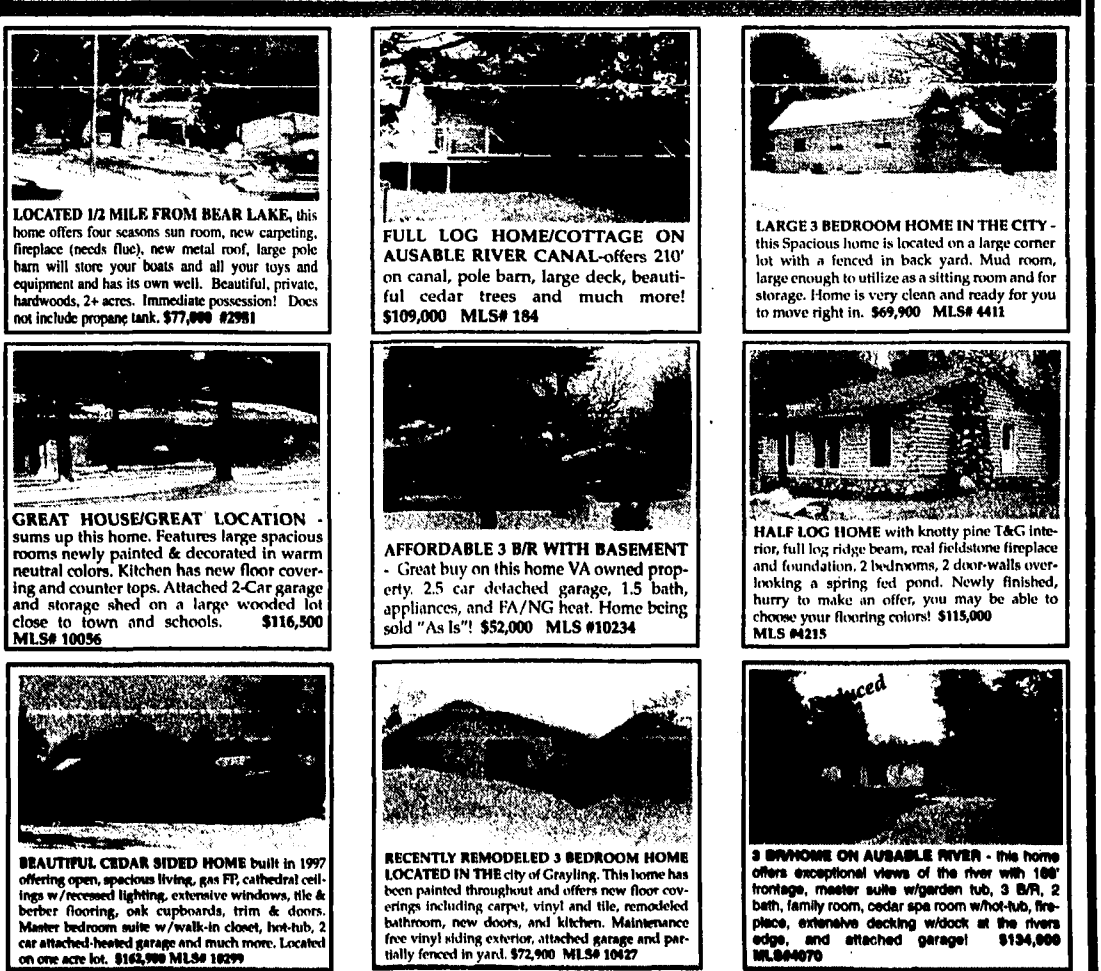 LOCATED 1/2 MILE FROM BEAR LAKE, this
home offers four seasons sun room, new carpeting,
fireplace (needs flue), new metal roof, large pole
barn will store your boats and all your toys and
equipment and has its own well. Beautiful, private,
hardwoods, 2+ acres. Immediate possession! Does
not include propane tank. $77,000 #2981
FULL LOG HOME/COTTAGE ON
AUSABLE RIVER CANAL-offers 210'
on canal, pole barn, large deck, beauti-
ful cedar trees and much more!
$109,000 MLS# 184
LARGE 3 BEDROOM HOME IN THE CITY -
this Spacious home is located on a large corner
lot with a fenced in back yard. Mud room,
large enough to utilize as a sitting room and for
storage. Home is very clean and ready for you
to move right in. $69,900 MLS# 4411
GREAT HOUSE/GREAT LOCATION -
sums up this home. Features large spacious
rooms newly painted & decorated in warm
neutral colors. Kitchen has new floor cover-
ing and counter tops. Attached 2-Car garage
and storage shed on a large wooded lot
close to town and schools. $116,500
MLS# 10056
AFFORDABLE 3 B/R WITH BASEMENT
- Great buy on this home VA owned prop-
erty. 2.5 car detached garage, 1.5 bath,
appliances, and FA/NG heat. Home being
sold "As Is"! $52,000 MLS #10234
HALF LOG HOME with knotty pine T&G inte-
rior, full log ridge beam, real fieldstone fireplace
and foundation, 2 bedrooms, 2 door-walls over-
looking a spring fed pond. Newly finished,
hurry to make an offer, you may be able to
choose your flooring colors! $115,000
MLS #4215
BEAUTIFUL CEDAR SIDED HOME built in 1997
offering open, spacious living, gas FP, cathedral ceil-
ings w/recessed lighting, extensive windows, tile &
berber flooring, oak cupboards, trim & doors.
Master bedroom suite w/walk-in closet, hot-tub, 2
car attached-heated garage and much more. Located
on one acre lot. $162,900 MLS# 10299
RECENTLY REMODELED 3 BEDROOM HOME
LOCATED IN THE city of Grayling. This home has
been painted throughout and offers new floor cov-
erings including carpet, vinyl and tile, remodeled
bathroom, new doors, and kitchen. Maintenance
free vinyl siding exterior, attached garage and par-
tially fenced in yard. $72,900 MLS# 10427
3 BR/HOME ON AUSABLE RIVER - this home
offers exceptional views of the river with
frontage, master suite w/garden tub, 3 B/R, 2
bath, family room, cedar spa room w/hot-tub, fire-
place, extensive decking w/dock at the rivers
edge, and attached garage!
MLS#4070